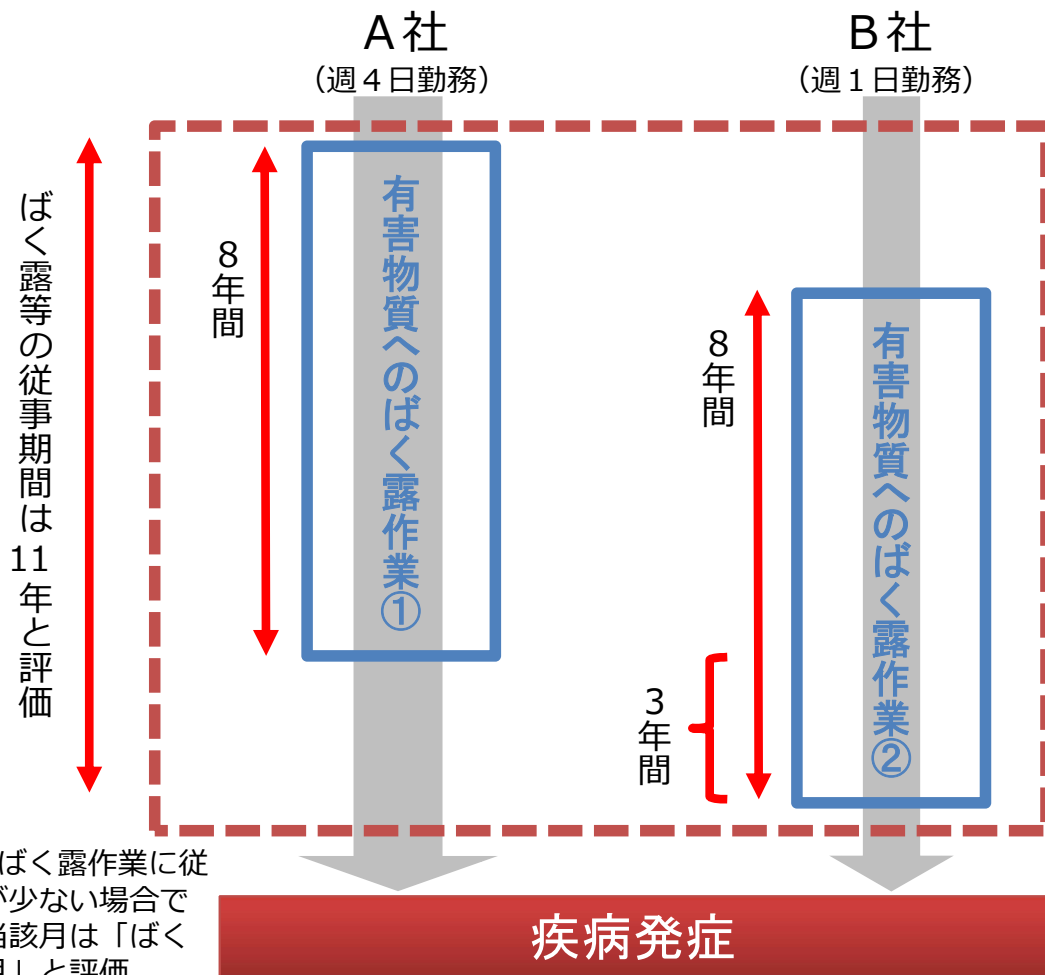 A社
（週４日勤務）
B社
（週１日勤務）
ばく露等の従事期間は11年と評価
8年間
有害物質へのばく露作業①
8年間
有害物質へのばく露作業②
3年間
ばく露作業に従
が少ない場合で
当該月は「ばく
月」と評価
疾病発症